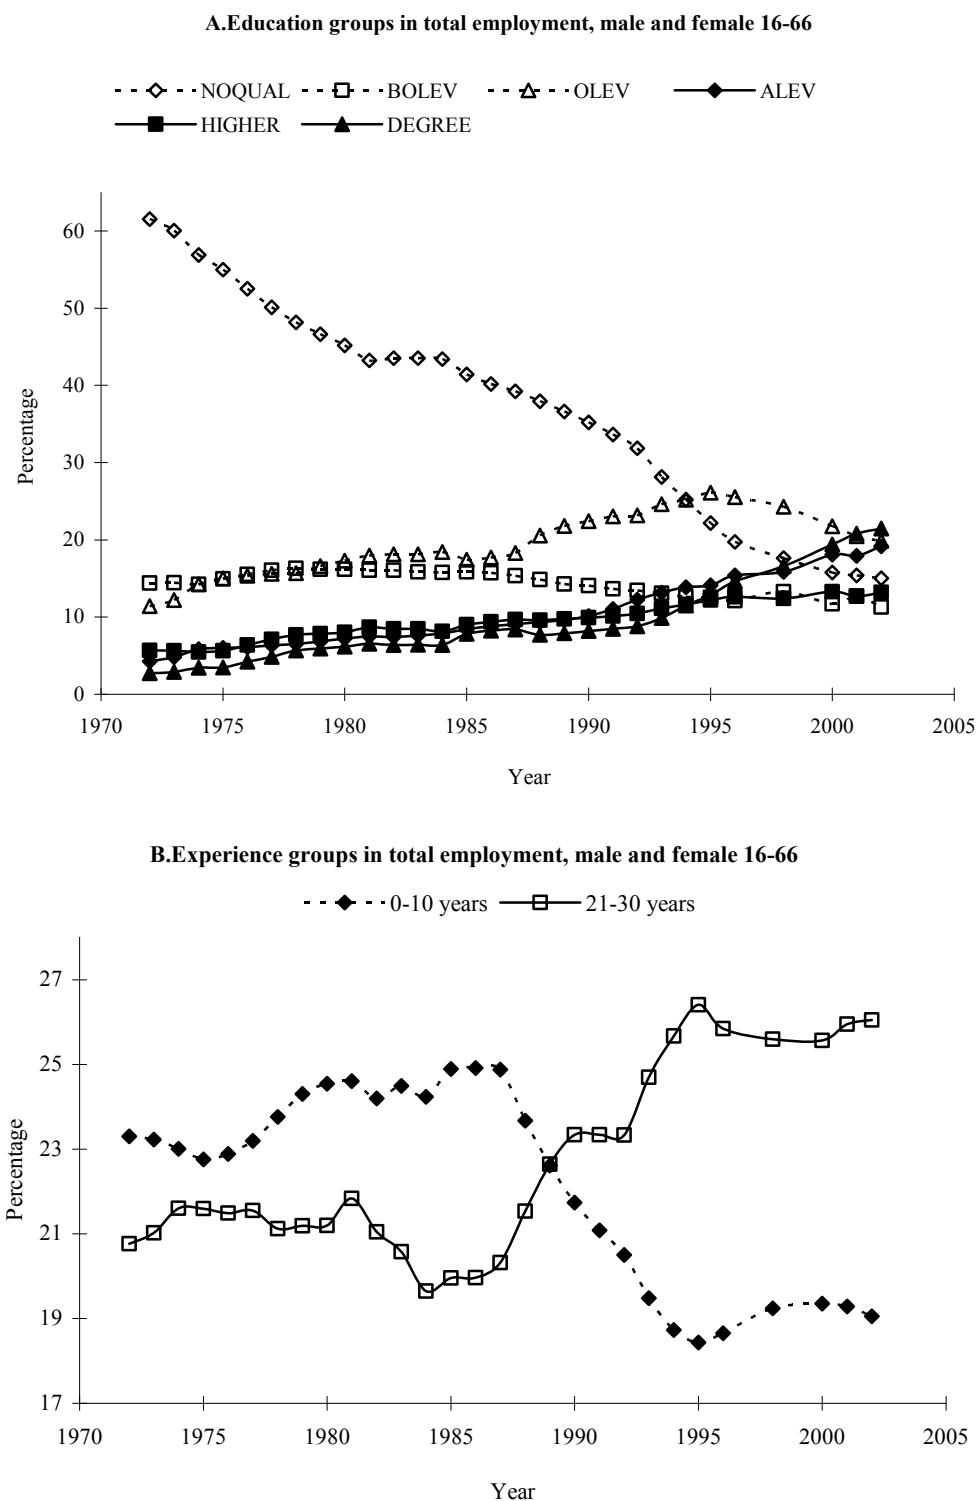 A.Education groups in total employment, male and female 16-66
NOQUAL BOLEV OLEV ALEV
HIGHER DEGREE
60
50
40
30
20
10
0
Percentage
1970 1975 1980 1985 1990 1995 2000 2005
Year
B.Experience groups in total employment, male and female 16-66
0-10 years 21-30 years
27
25
23
21
19
17
Percentage
1970 1975 1980 1985 1990 1995 2000 2005
Year